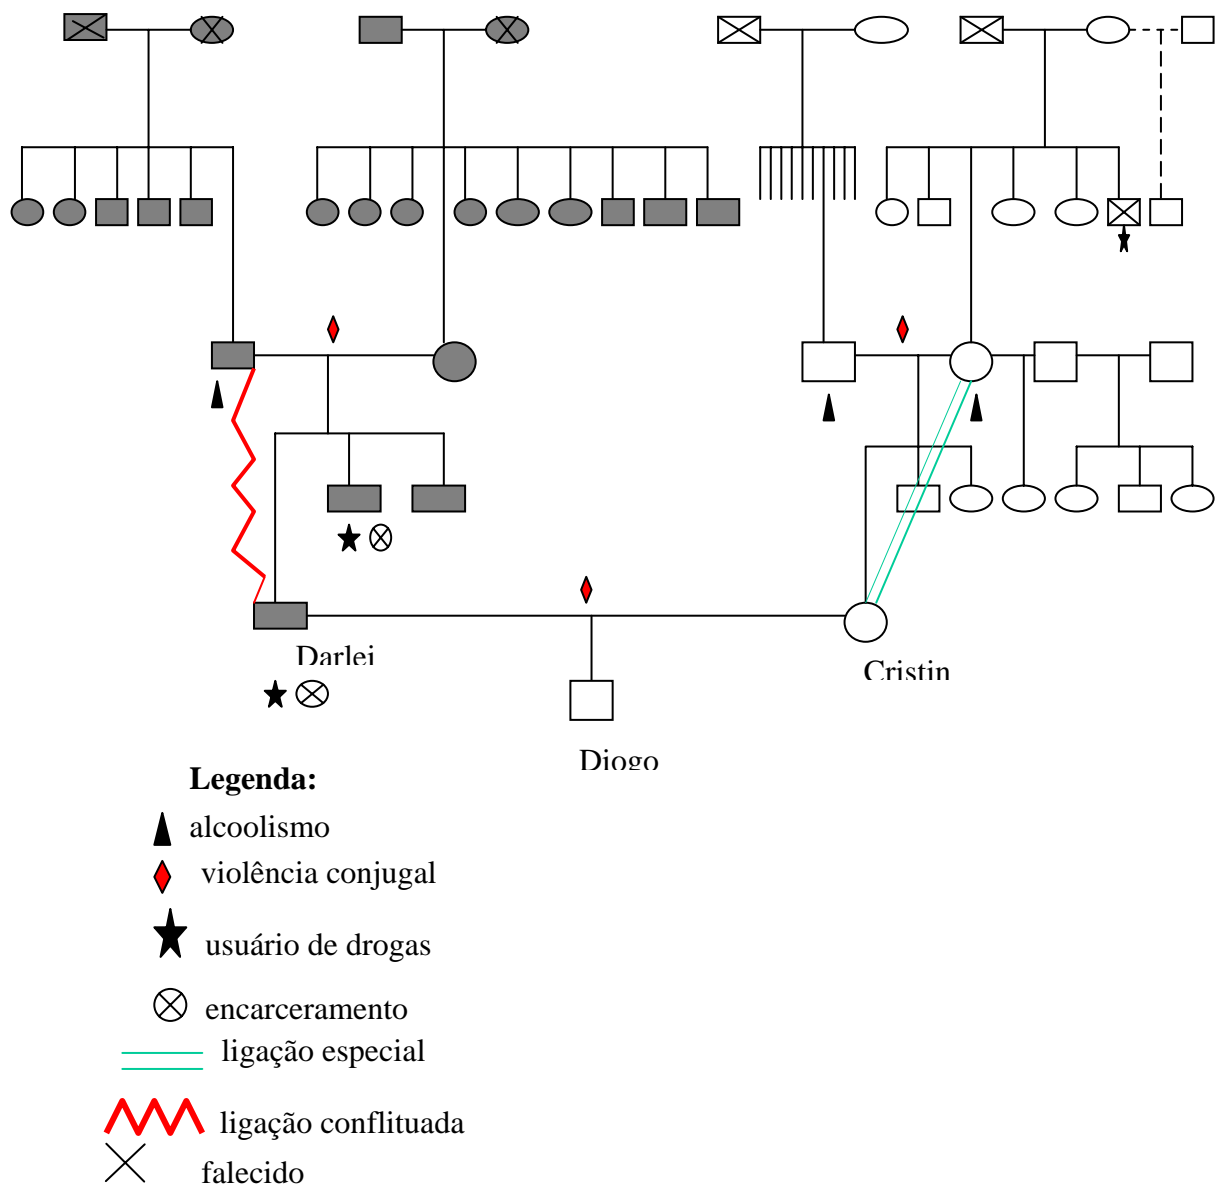 Darlei
Cristin
Diogo
Legenda:
alcoolismo
violência conjugal
usuário de drogas
encarceramento
ligação especial
ligação conflituada
falecido